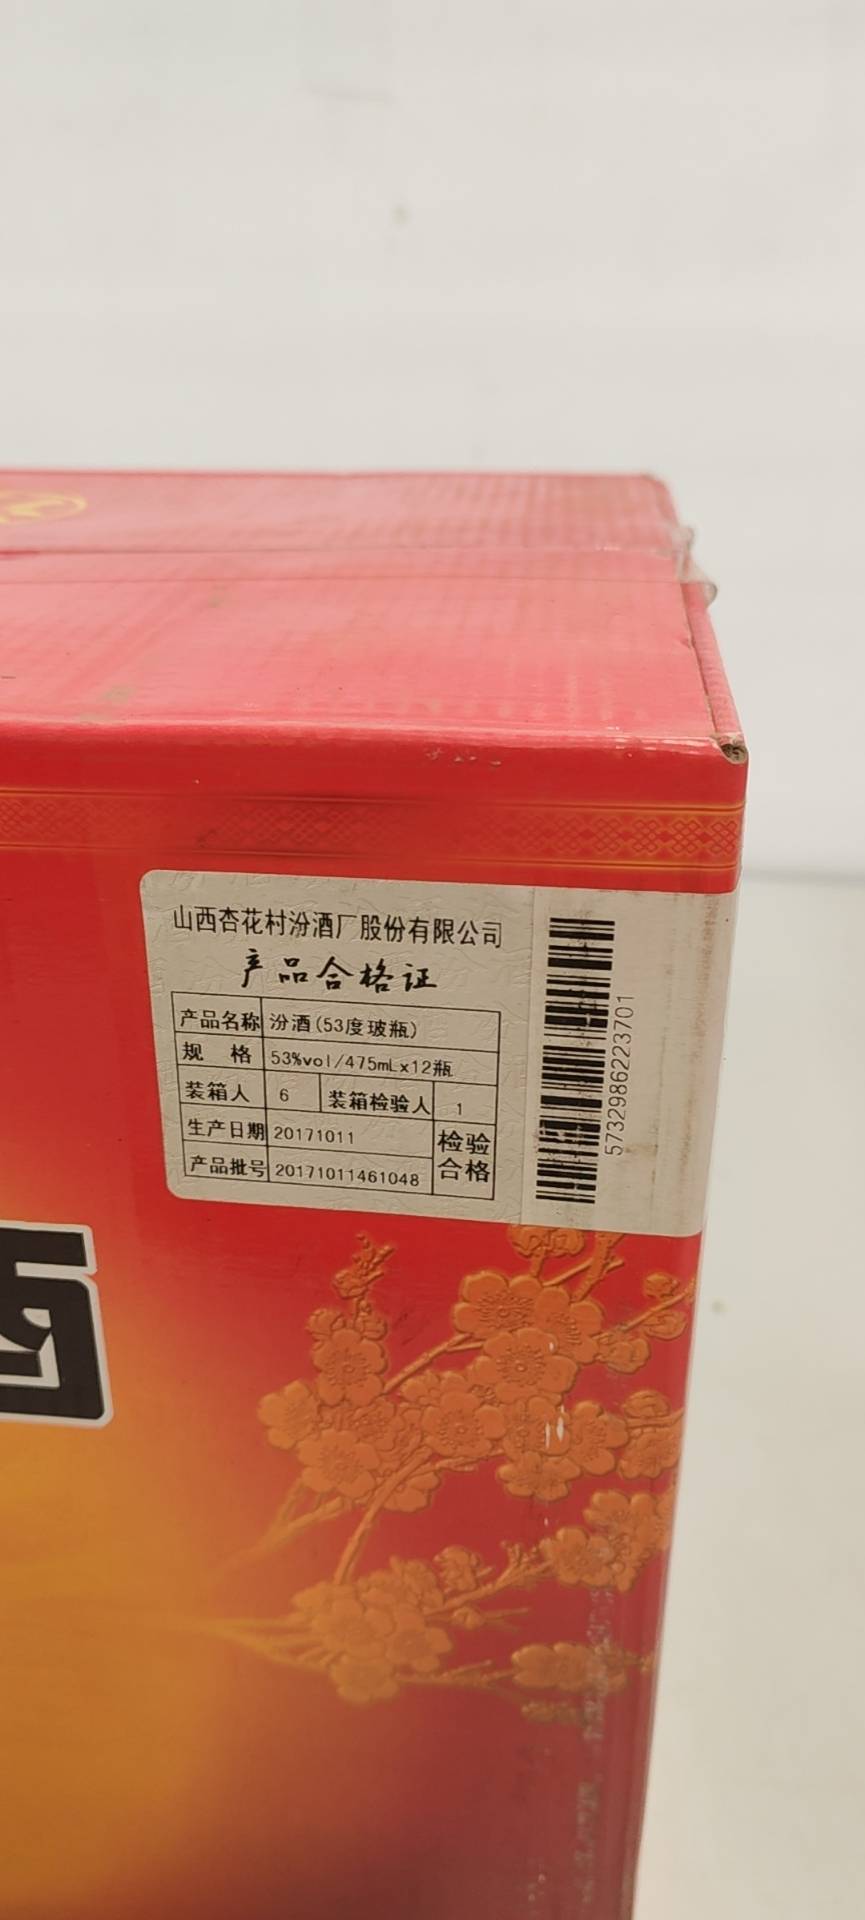 山西杏花村汾酒厂股份有限公司
产品合格证
产品名称 汾酒(53度玻瓶)
规 格 53%vol/475mL×12瓶
装箱人 6 装箱检验人 1
生产日期 20171011 检验
产品批号 20171011461048 合格
5732986223701
酒